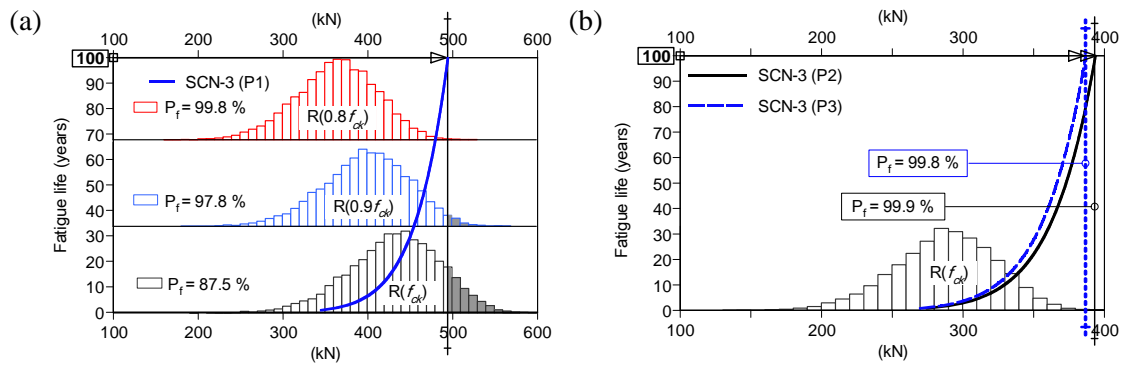 (a)
(kN)
100 200 300 400 500 600
100
90
80
70
60
50
40
30
20
10
0
Fatigue life (years)
SCN-3 (P1)
P_f = 99.8 %
R(0.8f_ck)
P_f = 97.8 %
R(0.9f_ck)
P_f = 87.5 %
R(f_ck)
100 200 300 400 500 600
(kN)
(b)
(kN)
100 200 300 400
100
90
80
70
60
50
40
30
20
10
0
Fatigue life (years)
SCN-3 (P2)
SCN-3 (P3)
P_f = 99.8 %
P_f = 99.9 %
R(f_ck)
100 200 300 400
(kN)